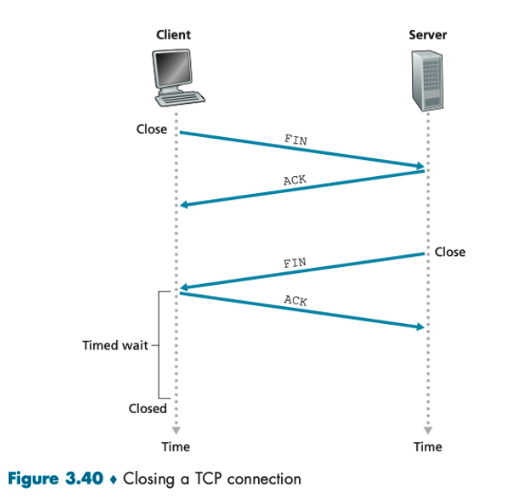 Client
Server
Close
FIN
ACK
Close
FIN
ACK
Timed wait
Closed
Time
Time
Figure 3.40 ♦ Closing a TCP connection